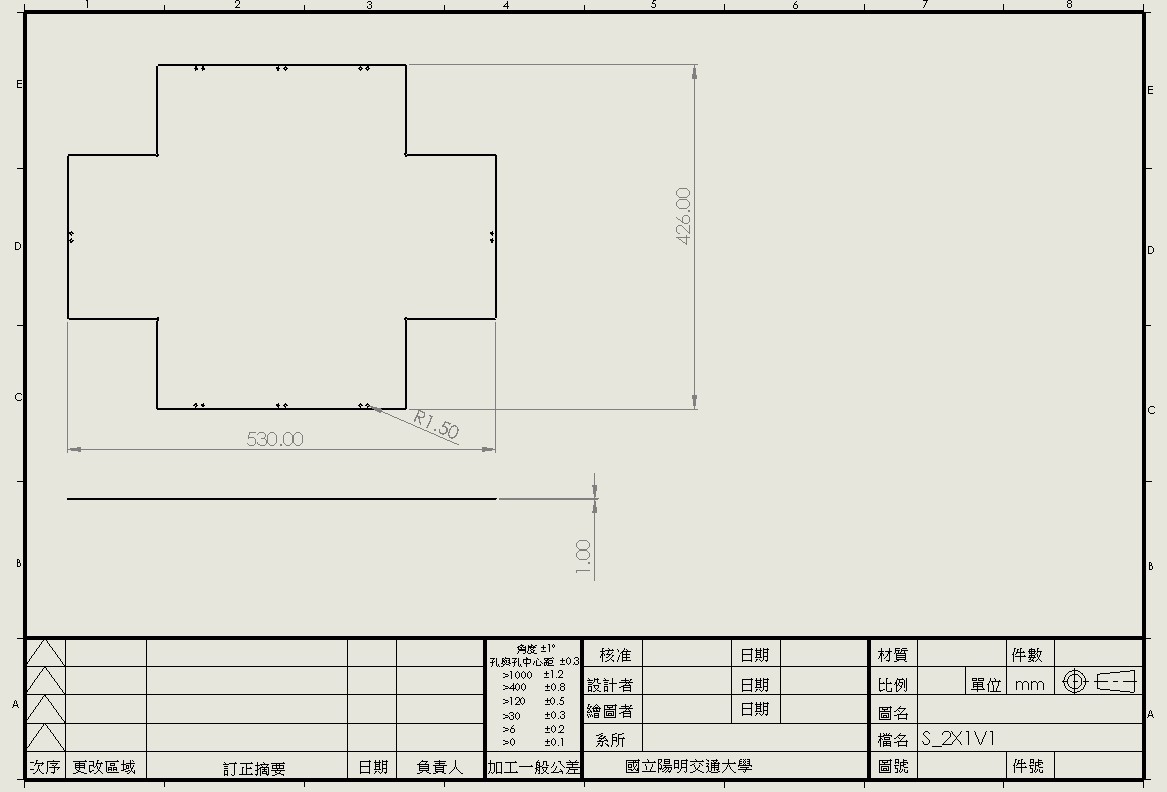 1 2 3 4 5 6 7 8
E E
426.00
D D
C C
R1.50
530.00
1.00
B B
角度 ±1°
孔與孔中心距 ±0.3
>1000 ±1.2
>400 ±0.8
>120 ±0.5
>30 ±0.3
>6 ±0.2
>0 ±0.1
核准 日期 材質 件數
設計者 日期 比例 單位 mm
繪圖者 日期 圖名
A A
系所 檔名 S_2X1V1
次序 更改區域 訂正摘要 日期 負責人 加工一般公差 國立陽明交通大學 圖號 件號